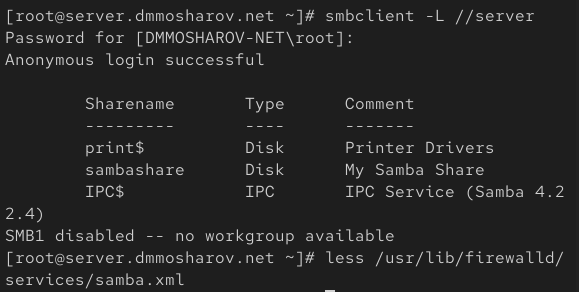 [root@server.dmmosharov.net ~]# smbclient -L //server
Password for [DMMOSHAROV-NET\root]:
Anonymous login successful
Sharename Type Comment
--------- ---- -------
print$ Disk Printer Drivers
sambashare Disk My Samba Share
IPC$ IPC IPC Service (Samba 4.2
2.4)
SMB1 disabled -- no workgroup available
[root@server.dmmosharov.net ~]# less /usr/lib/firewalld/
services/samba.xml